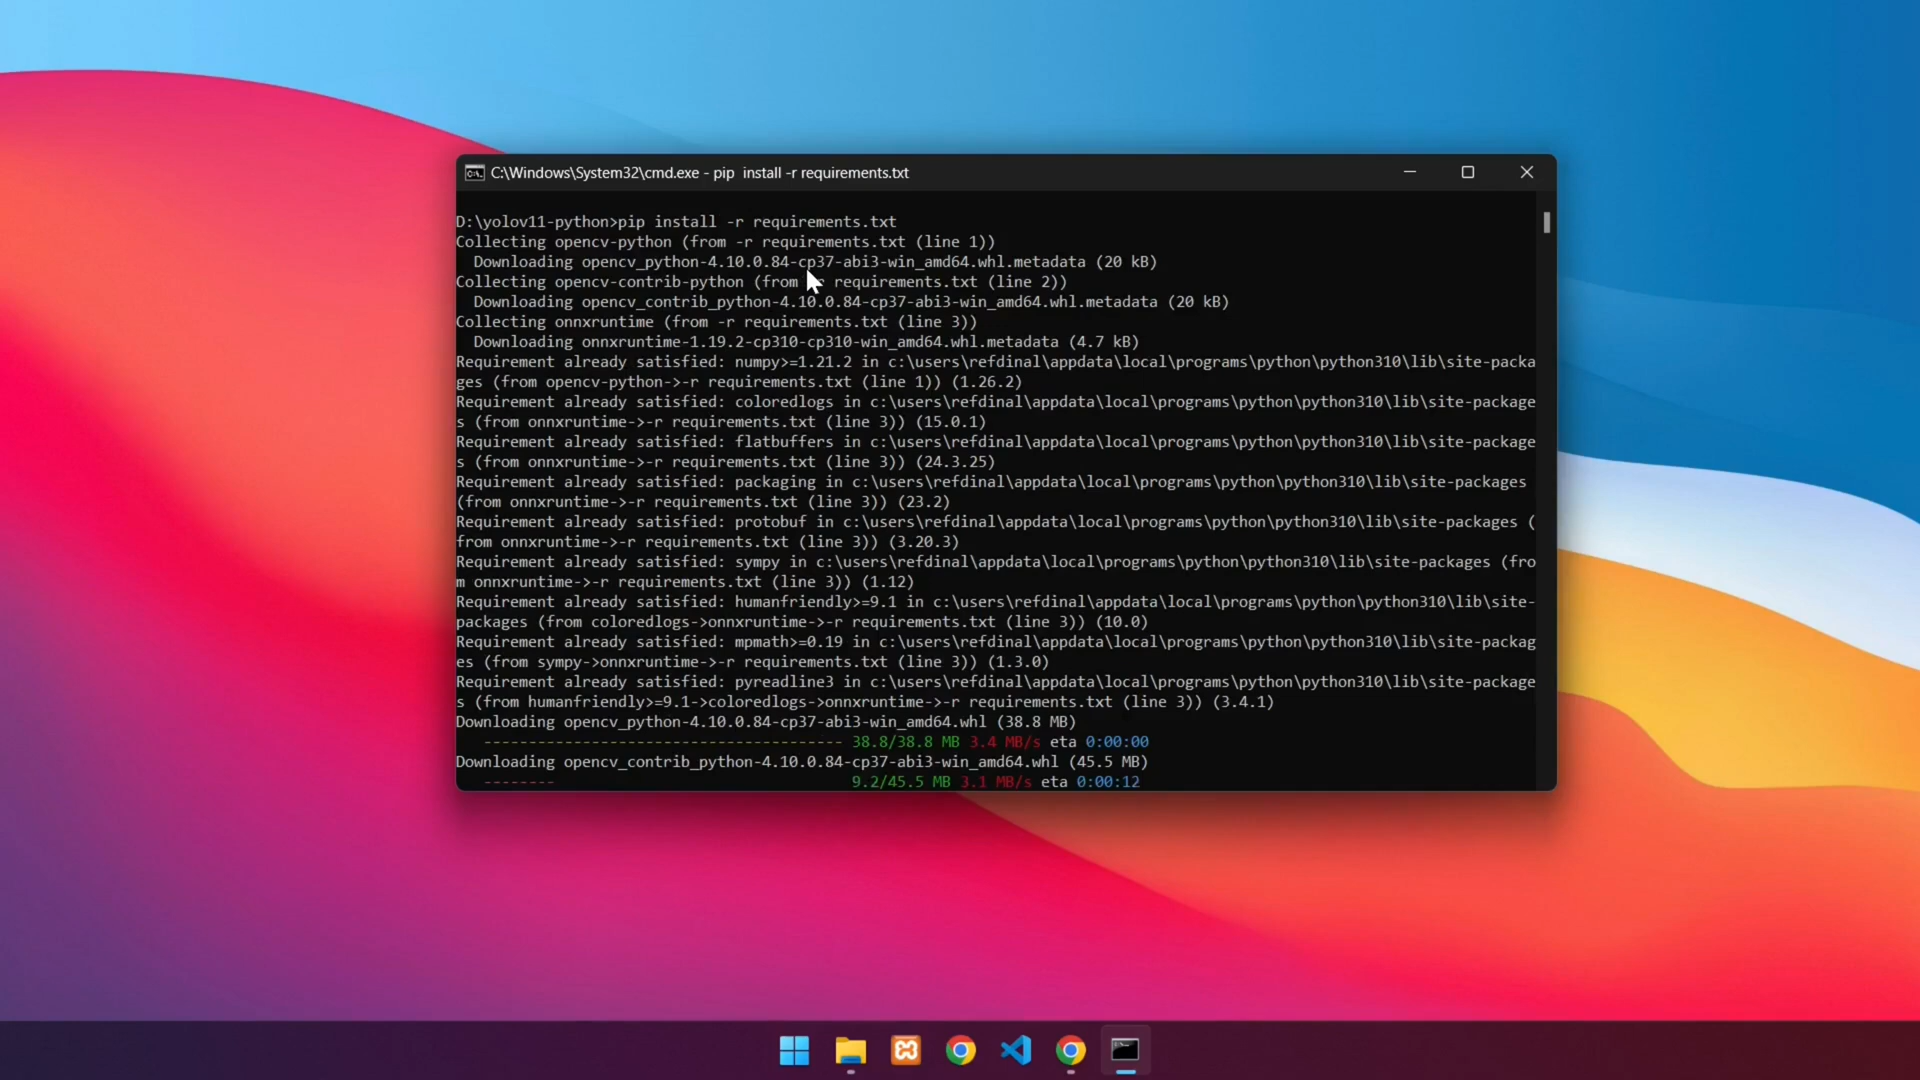 C:\Windows\System32\cmd.exe - pip  install -r requirements.txt
D:\yolov11-python>pip install -r requirements.txt
Collecting opencv-python (from -r requirements.txt (line 1))
  Downloading opencv_python-4.10.0.84-cp37-abi3-win_amd64.whl.metadata (20 kB)
Collecting opencv-contrib-python (from r requirements.txt (line 2))
  Downloading opencv_contrib_python-4.10.0.84-cp37-abi3-win_amd64.whl.metadata (20 kB)
Collecting onnxruntime (from -r requirements.txt (line 3))
  Downloading onnxruntime-1.19.2-cp310-cp310-win_amd64.whl.metadata (4.7 kB)
Requirement already satisfied: numpy>=1.21.2 in c:\users\refdinal\appdata\local\programs\python\python310\lib\site-packa
ges (from opencv-python->-r requirements.txt (line 1)) (1.26.2)
Requirement already satisfied: coloredlogs in c:\users\refdinal\appdata\local\programs\python\python310\lib\site-package
s (from onnxruntime->-r requirements.txt (line 3)) (15.0.1)
Requirement already satisfied: flatbuffers in c:\users\refdinal\appdata\local\programs\python\python310\lib\site-package
s (from onnxruntime->-r requirements.txt (line 3)) (24.3.25)
Requirement already satisfied: packaging in c:\users\refdinal\appdata\local\programs\python\python310\lib\site-packages
(from onnxruntime->-r requirements.txt (line 3)) (23.2)
Requirement already satisfied: protobuf in c:\users\refdinal\appdata\local\programs\python\python310\lib\site-packages (
from onnxruntime->-r requirements.txt (line 3)) (3.20.3)
Requirement already satisfied: sympy in c:\users\refdinal\appdata\local\programs\python\python310\lib\site-packages (fro
m onnxruntime->-r requirements.txt (line 3)) (1.12)
Requirement already satisfied: humanfriendly>=9.1 in c:\users\refdinal\appdata\local\programs\python\python310\lib\site-
packages (from coloredlogs->onnxruntime->-r requirements.txt (line 3)) (10.0)
Requirement already satisfied: mpmath>=0.19 in c:\users\refdinal\appdata\local\programs\python\python310\lib\site-packag
es (from sympy->onnxruntime->-r requirements.txt (line 3)) (1.3.0)
Requirement already satisfied: pyreadline3 in c:\users\refdinal\appdata\local\programs\python\python310\lib\site-package
s (from humanfriendly>=9.1->coloredlogs->onnxruntime->-r requirements.txt (line 3)) (3.4.1)
Downloading opencv_python-4.10.0.84-cp37-abi3-win_amd64.whl (38.8 MB)
   ---------------------------------------- 38.8/38.8 MB 3.4 MB/s eta 0:00:00
Downloading opencv_contrib_python-4.10.0.84-cp37-abi3-win_amd64.whl (45.5 MB)
   --------                                 9.2/45.5 MB 3.1 MB/s eta 0:00:12